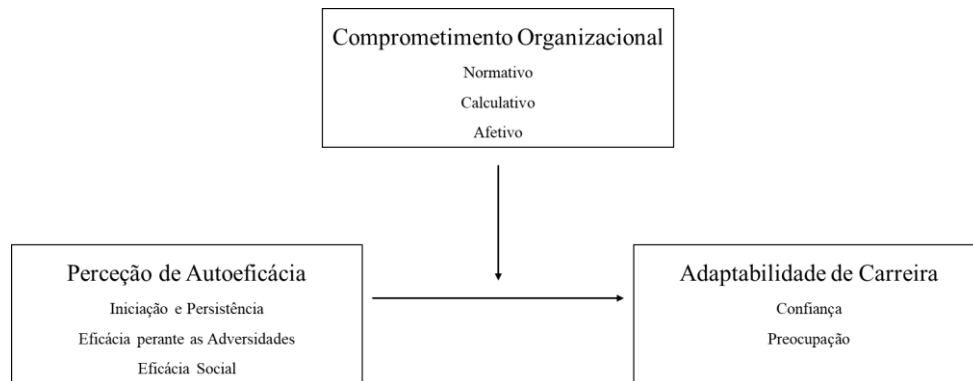 Comprometimento Organizacional
Normativo
Calculativo
Afetivo
Perceção de Autoeficácia
Iniciação e Persistência
Eficácia perante as Adversidades
Eficácia Social
Adaptabilidade de Carreira
Confiança
Preocupação